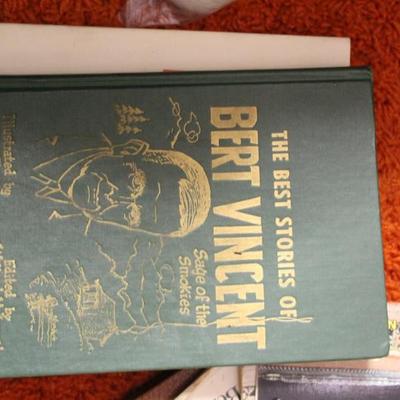 THE BEST STORIES OF
BERT VINCENT
Sage of the
Smokies
Illustrated by
Edited by